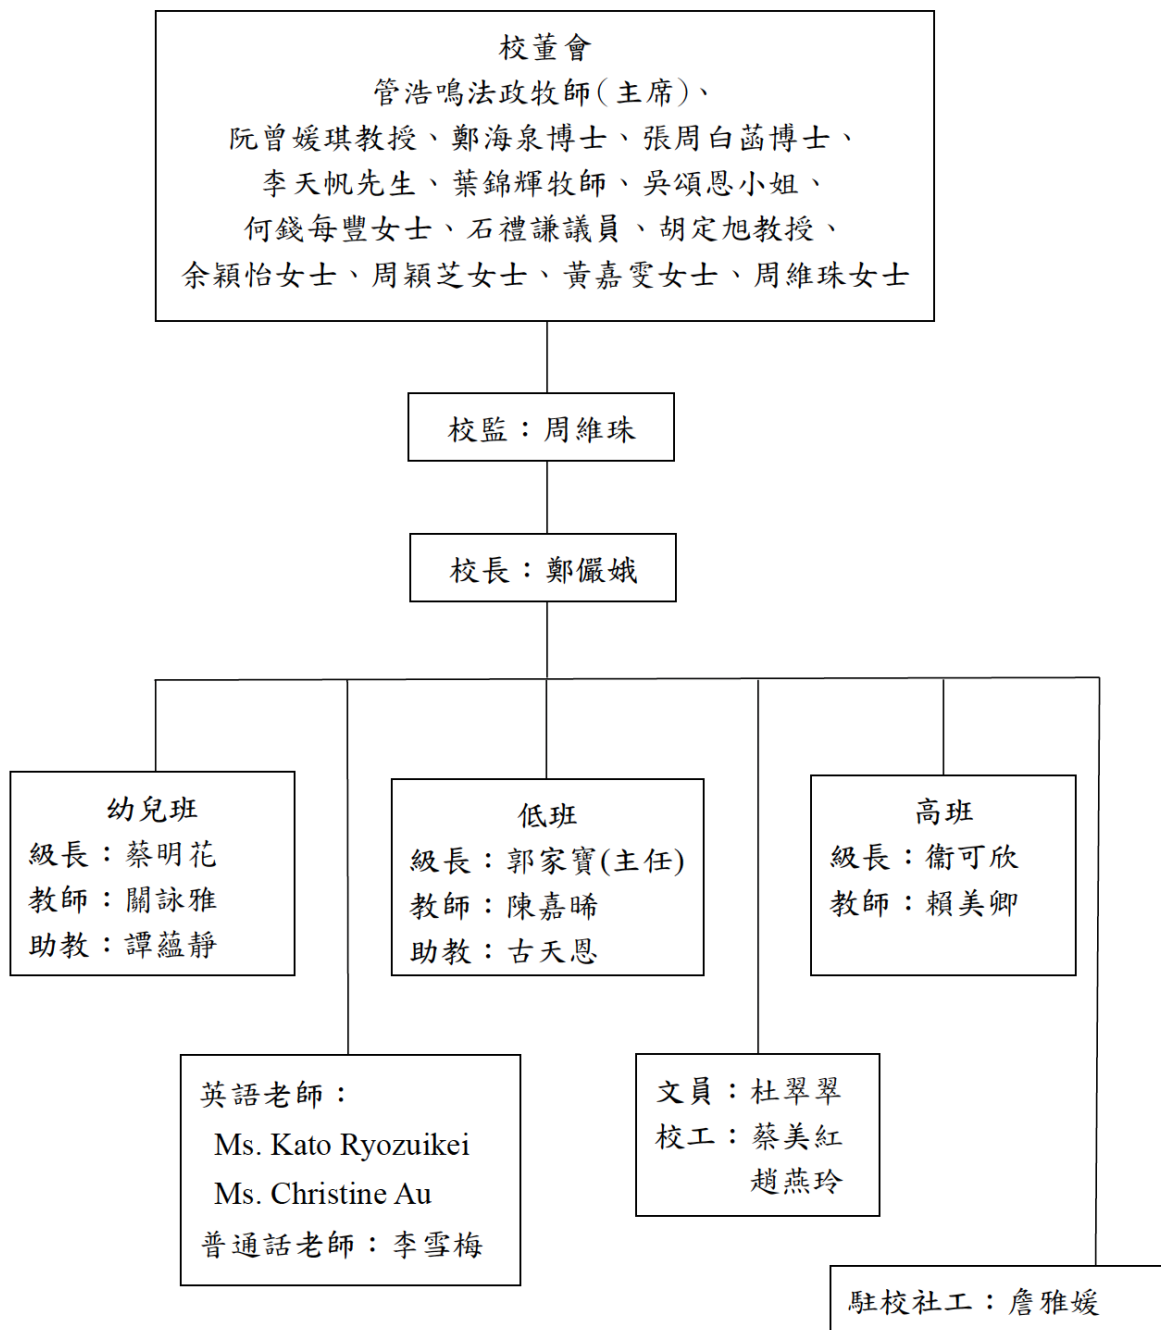 校董會
管浩鳴法政牧師(主席)、
阮曾媛琪教授、鄭海泉博士、張周白菡博士、
李天帆先生、葉錦輝牧師、吳頌恩小姐、
何錢每豐女士、石禮謙議員、胡定旭教授、
余穎怡女士、周穎芝女士、黃嘉雯女士、周維珠女士
校監：周維珠
校長：鄭儼娥
幼兒班
級長：蔡明花
教師：關詠雅
助教：譚蘊靜
低班
級長：郭家寶(主任)
教師：陳嘉晞
助教：古天恩
高班
級長：衞可欣
教師：賴美卿
英語老師：
Ms. Kato Ryozuikei
Ms. Christine Au
普通話老師：李雪梅
文員：杜翠翠
校工：蔡美紅
趙燕玲
駐校社工：詹雅媛